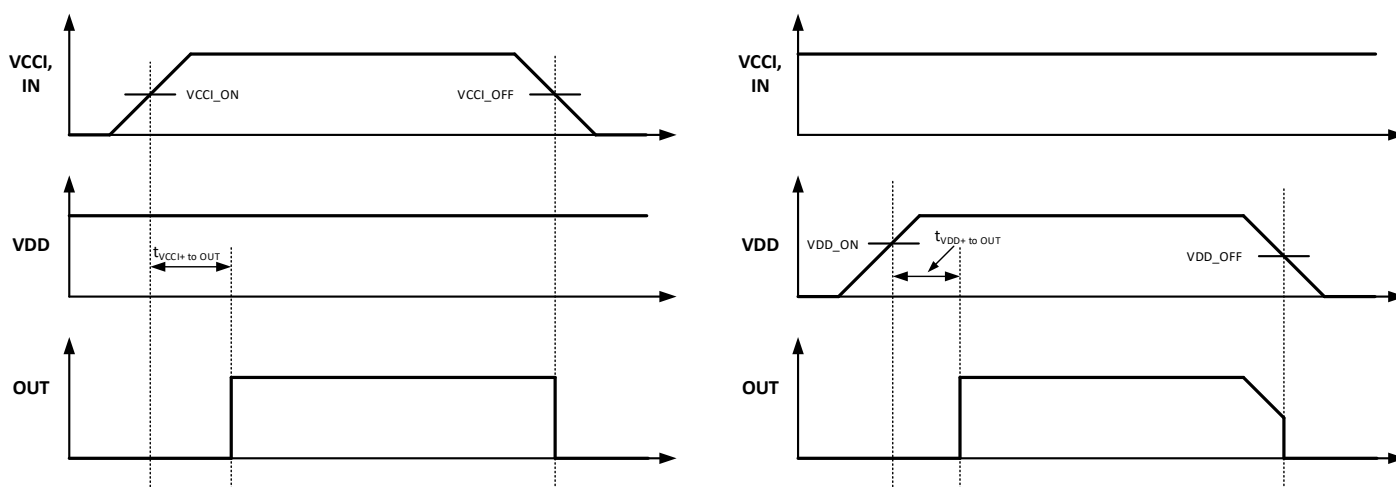 VCCI,
IN
VCCI_ON
VCCI_OFF
VDD
tVCCI+ to OUT
OUT
VCCI,
IN
VDD
VDD_ON
tVDD+ to OUT
VDD_OFF
OUT